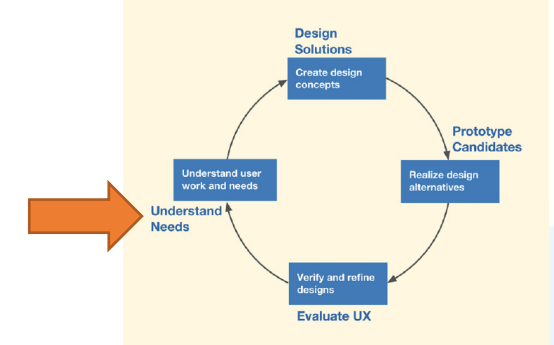 Design
Solutions
Create design
concepts
Prototype
Candidates
Realize design
alternatives
Understand user
work and needs
Understand
Needs
Verify and refine
designs
Evaluate UX